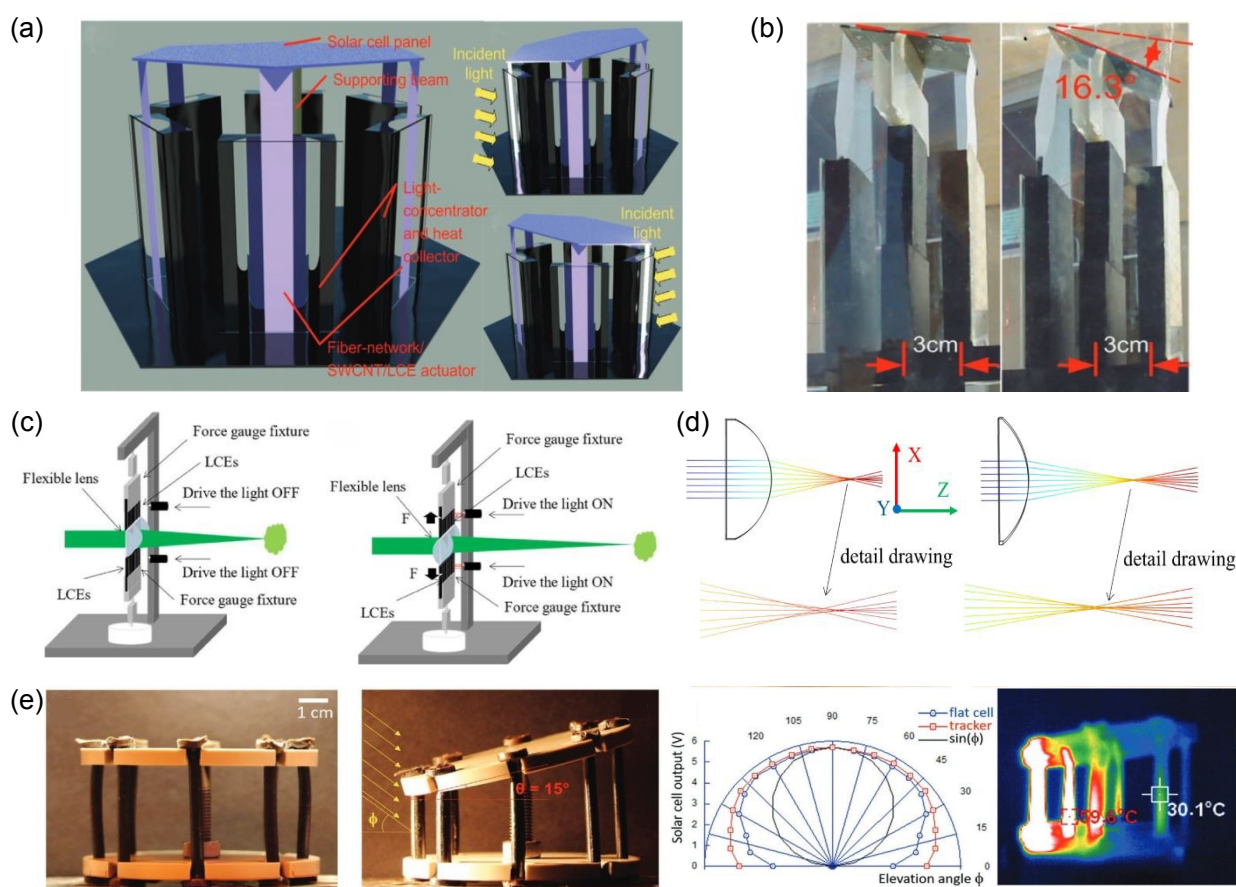 (a)
Solar cell panel
Supporting beam
Light-
concentrator
and heat
collector
Fiber-network/
SWCNT/LCE actuator
Incident
light
Incident
light
(b)
16.3°
3cm
3cm
(c)
Force gauge fixture
LCEs
Flexible lens
Drive the light OFF
Drive the light OFF
LCEs
Force gauge fixture
Force gauge fixture
LCEs
Flexible lens
Drive the light ON
F
F
Drive the light ON
LCEs
Force gauge fixture
(d)
X
Y
Z
detail drawing
detail drawing
(e)
1 cm
θ = 15°
ϕ
Solar cell output (V)
6
5
4
3
2
1
0
120
105
90
75
60
45
30
15
0
flat cell
tracker
sin(ϕ)
Elevation angle ϕ
30.1°C